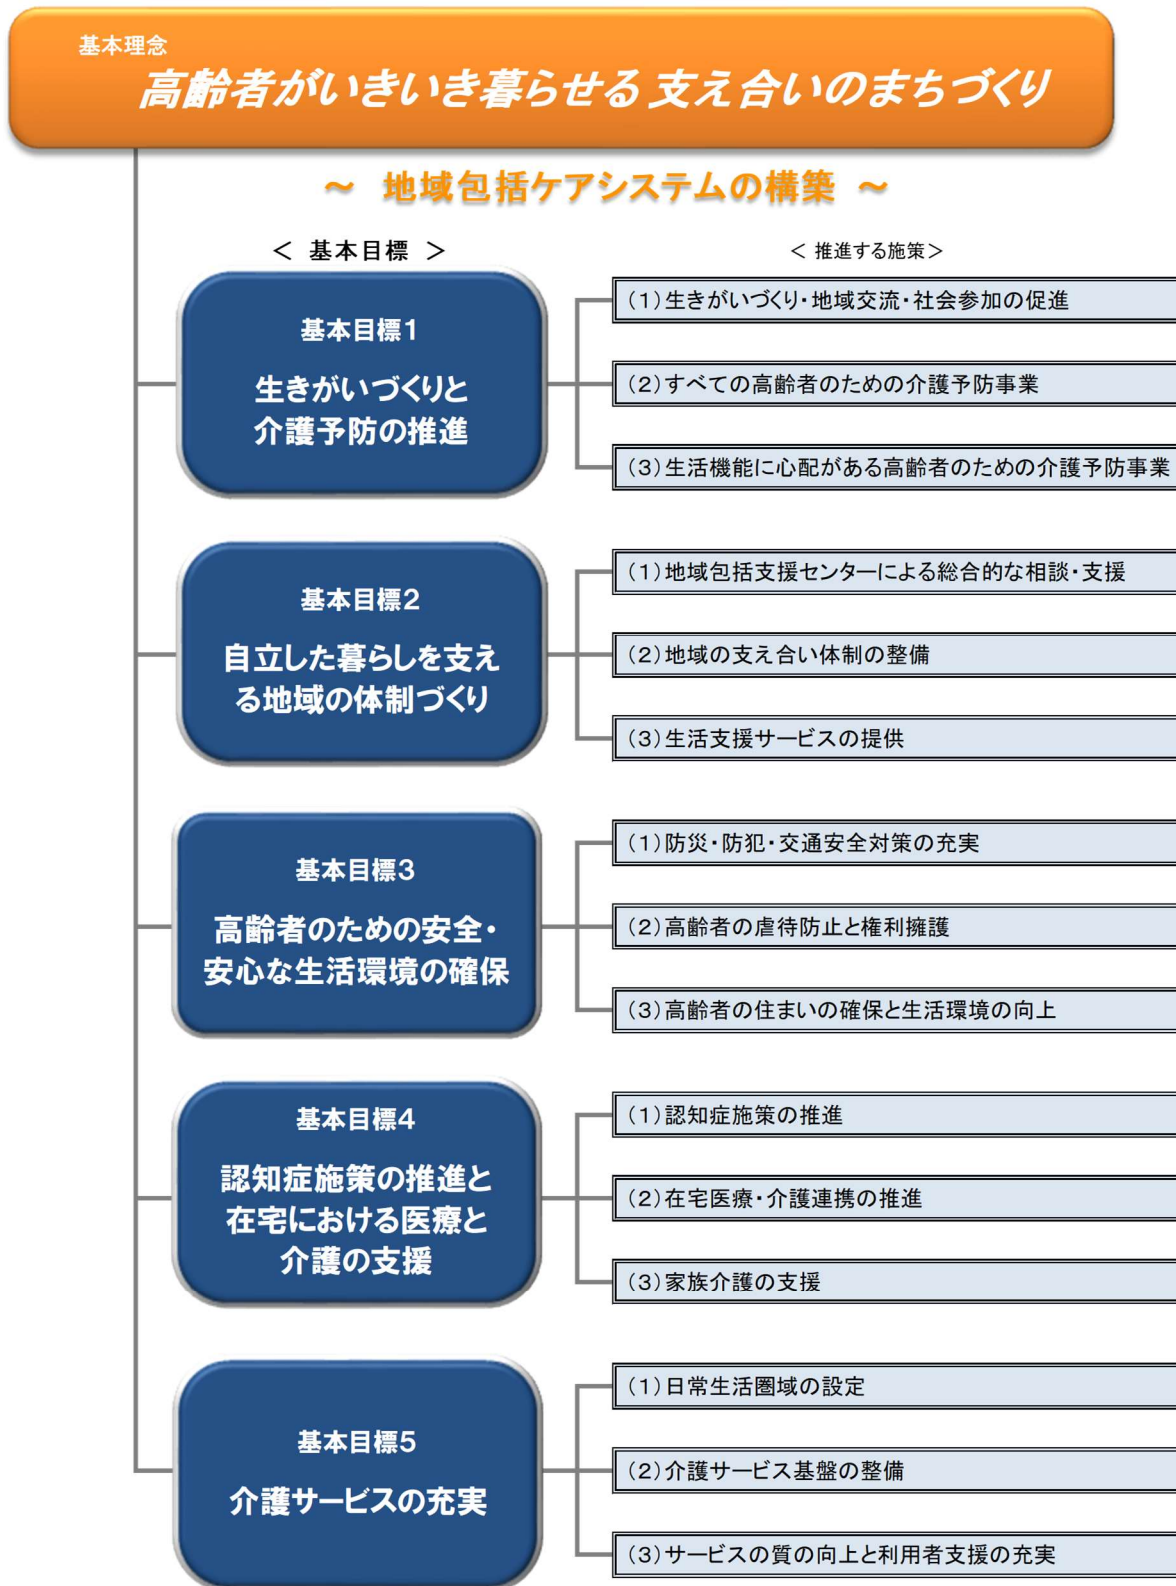 基本理念
高齢者がいきいき暮らせる 支え合いのまちづくり
～ 地域包括ケアシステムの構築 ～
＜ 基本目標 ＞
＜ 推進する施策＞
基本目標１
生きがいづくりと
介護予防の推進
（１）生きがいづくり・地域交流・社会参加の促進
（２）すべての高齢者のための介護予防事業
（３）生活機能に心配がある高齢者のための介護予防事業
基本目標２
自立した暮らしを支え
る地域の体制づくり
（１）地域包括支援センターによる総合的な相談・支援
（２）地域の支え合い体制の整備
（３）生活支援サービスの提供
基本目標３
高齢者のための安全・
安心な生活環境の確保
（１）防災・防犯・交通安全対策の充実
（２）高齢者の虐待防止と権利擁護
（３）高齢者の住まいの確保と生活環境の向上
基本目標４
認知症施策の推進と
在宅における医療と
介護の支援
（１）認知症施策の推進
（２）在宅医療・介護連携の推進
（３）家族介護の支援
基本目標５
介護サービスの充実
（１）日常生活圏域の設定
（２）介護サービス基盤の整備
（３）サービスの質の向上と利用者支援の充実